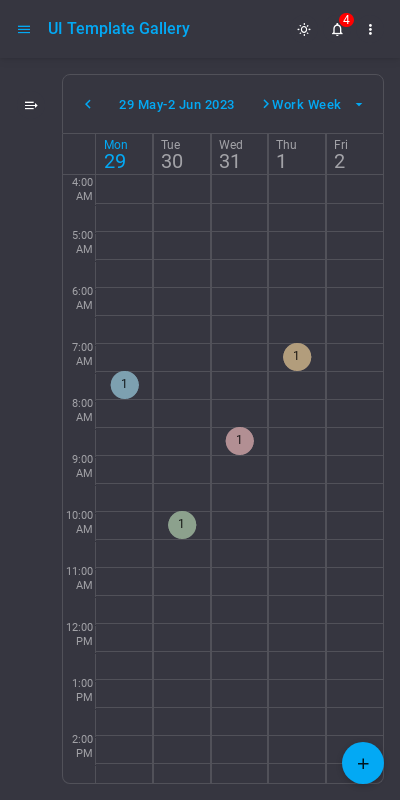 UI Template Gallery
4
29 May-2 Jun 2023
Work Week
Mon Tue Wed Thu Fri
29 30 31 1 2
4:00
AM
5:00
AM
6:00
AM
7:00
AM
1
1
8:00
AM
1
9:00
AM
10:00
AM
1
11:00
AM
12:00
PM
1:00
PM
2:00
PM
+